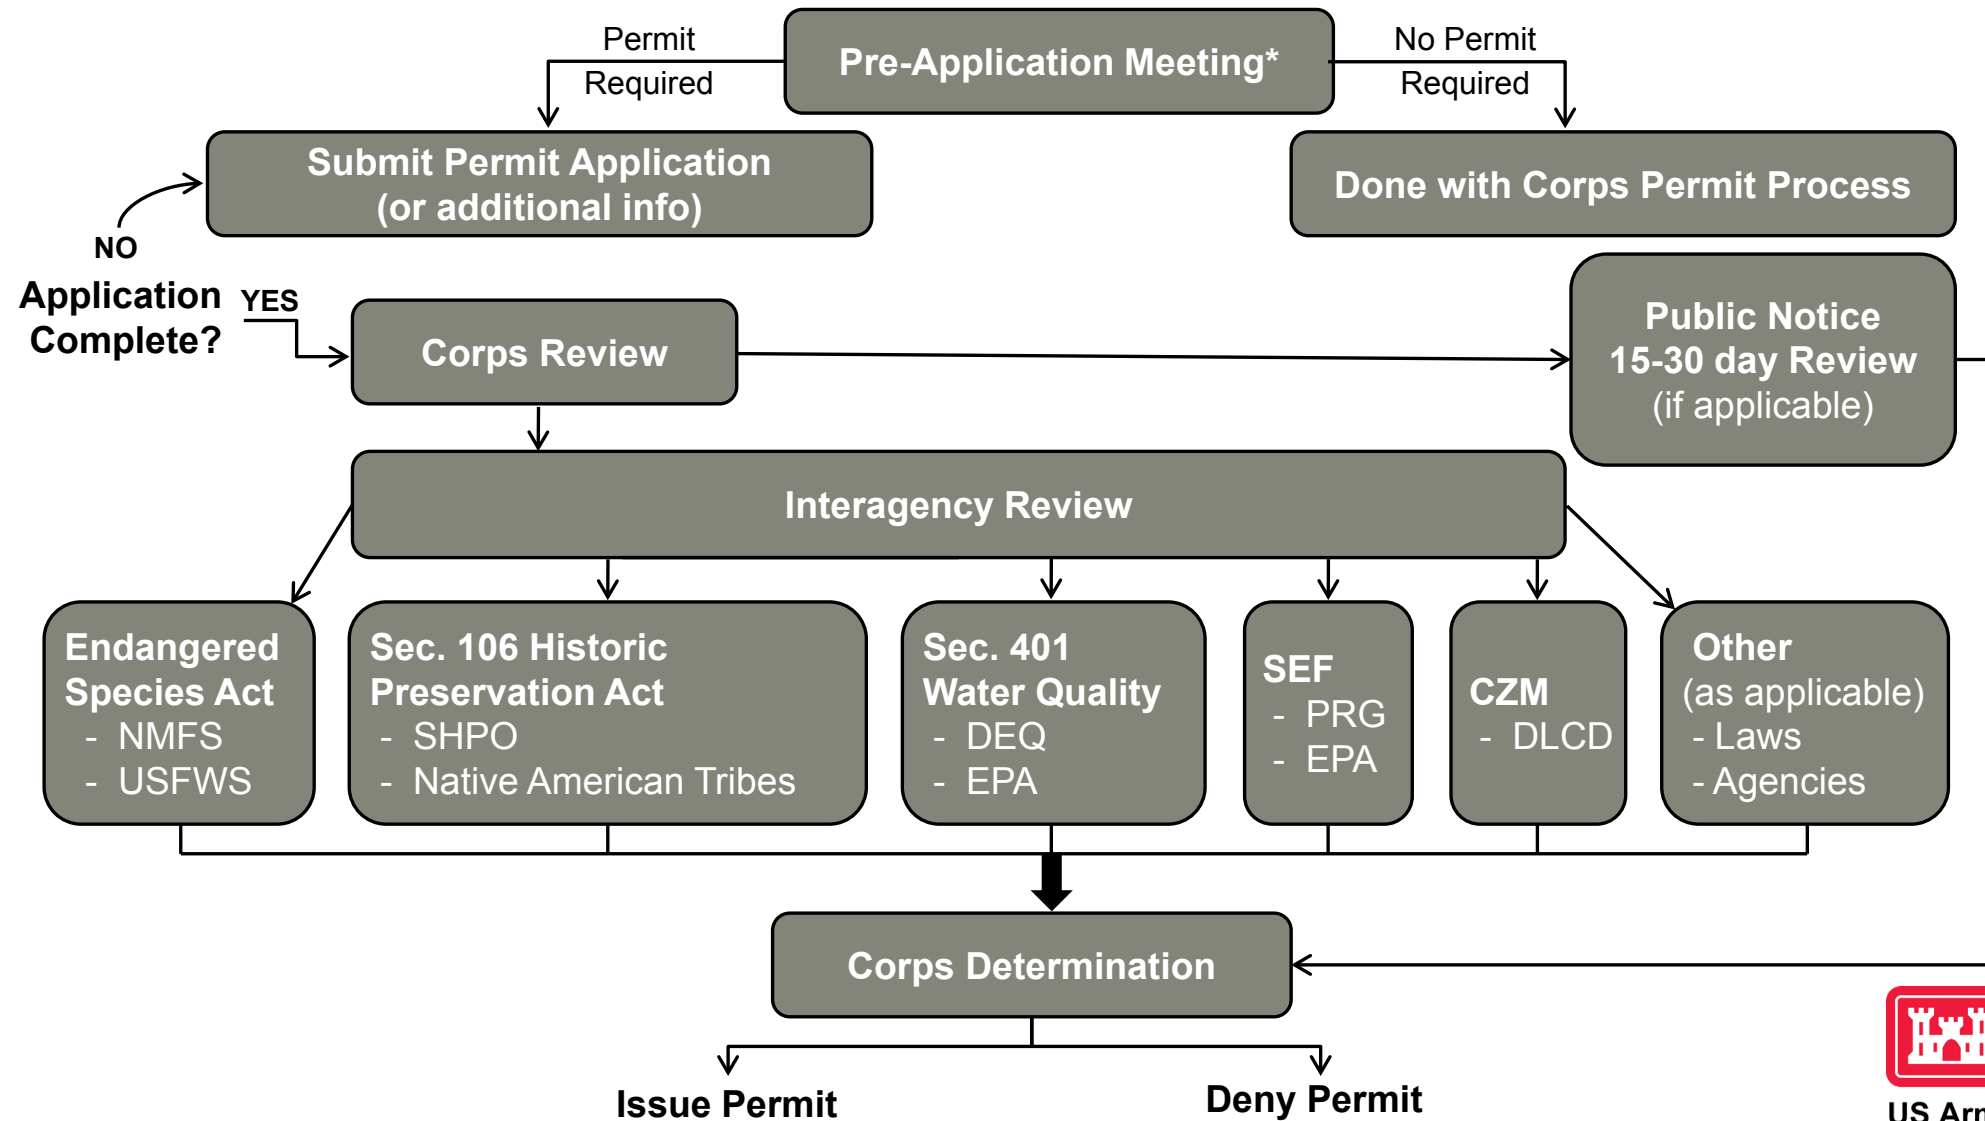 Permit
Required
Pre-Application Meeting*
No Permit
Required
Submit Permit Application
(or additional info)
Done with Corps Permit Process
NO
Application
Complete?
YES
Corps Review
Public Notice
15-30 day Review
(if applicable)
Interagency Review
Endangered
Species Act
- NMFS
- USFWS
Sec. 106 Historic
Preservation Act
- SHPO
- Native American Tribes
Sec. 401
Water Quality
- DEQ
- EPA
SEF
- PRG
- EPA
CZM
- DLCD
Other
(as applicable)
- Laws
- Agencies
Corps Determination
Issue Permit
Deny Permit
US